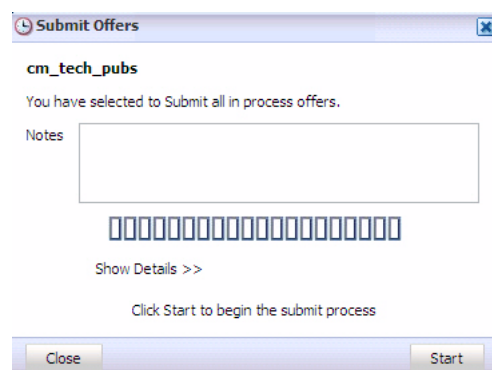 Submit Offers
cm_tech_pubs
You have selected to Submit all in process offers.
Notes
Show Details >>
Click Start to begin the submit process
Close Start